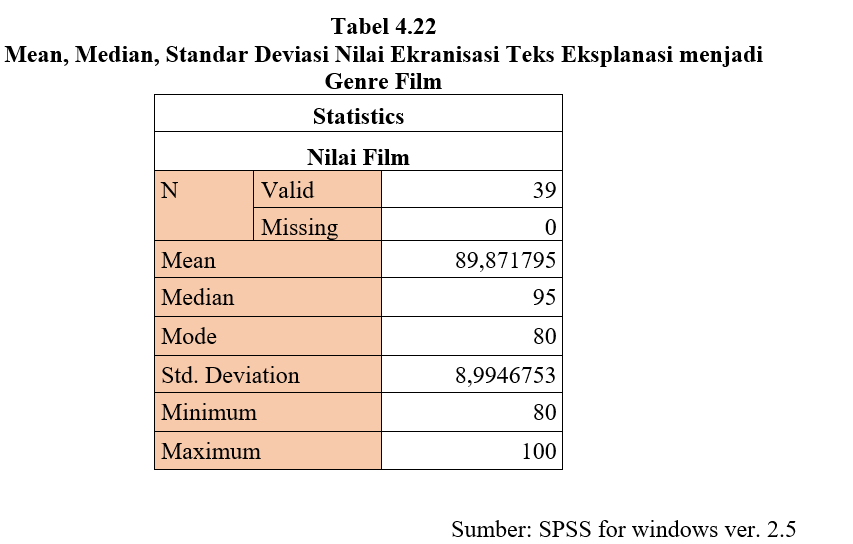 Tabel 4.22
Mean, Median, Standar Deviasi Nilai Ekranisasi Teks Eksplanasi menjadi
Genre Film
Statistics
Nilai Film
N Valid 39
Missing 0
Mean 89,871795
Median 95
Mode 80
Std. Deviation 8,9946753
Minimum 80
Maximum 100
Sumber: SPSS for windows ver. 2.5